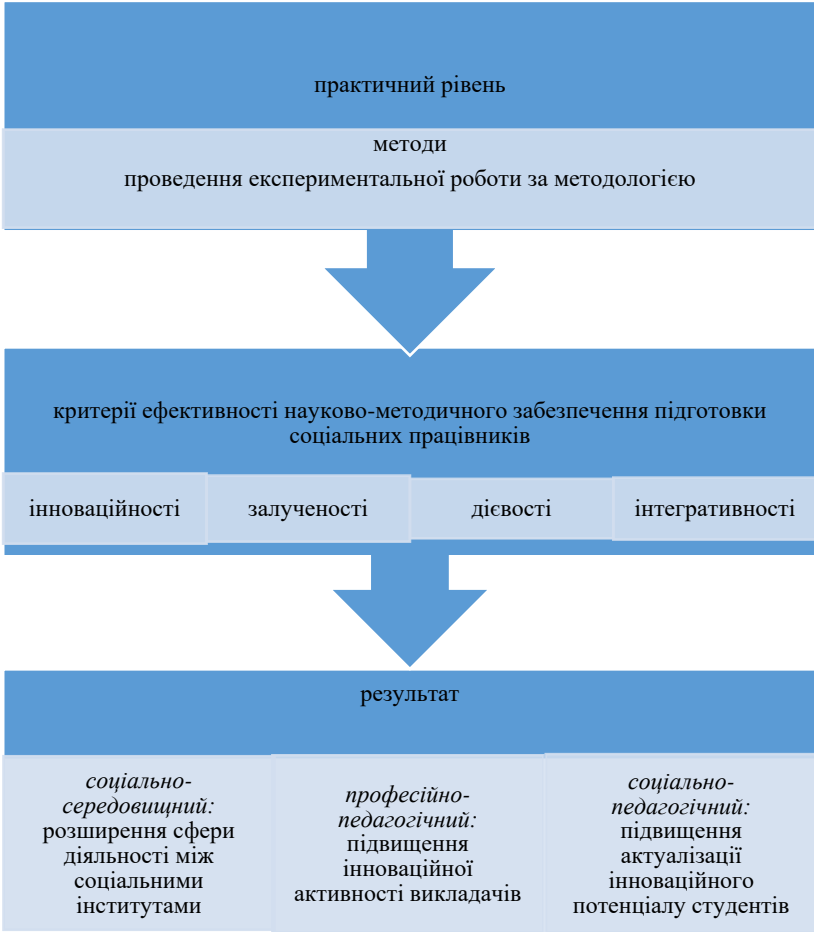 практичний рівень
методи
проведення експериментальної роботи за методологією
критерії ефективності науково-методичного забезпечення підготовки
соціальних працівників
інноваційності
залученості
дієвості
інтегративності
результат
соціально-
середовищний:
розширення сфери
діяльності між
соціальними
інститутами
професійно-
педагогічний:
підвищення
інноваційної
активності викладачів
соціально-
педагогічний:
підвищення
актуалізації
інноваційного
потенціалу студентів